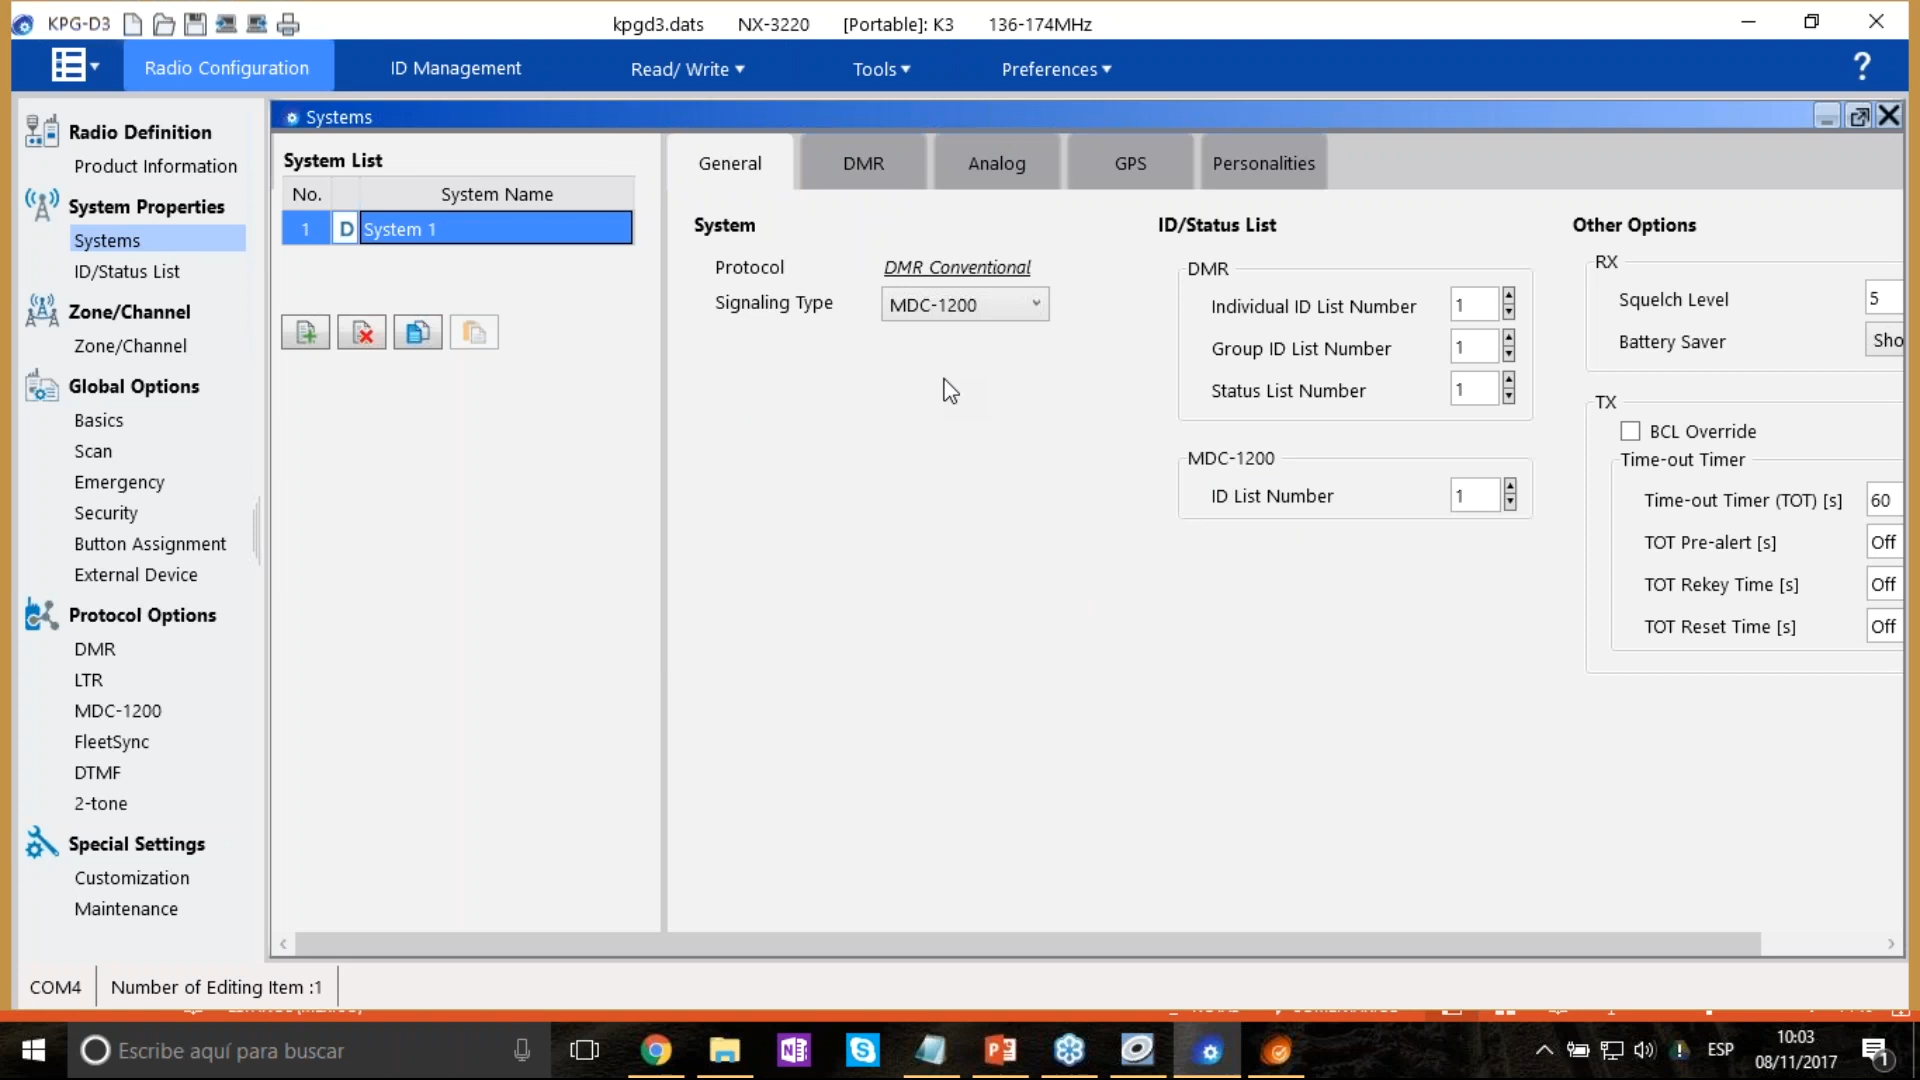 KPG-D3 kpgd3.dats NX-3220 [Portable]: K3 136-174MHz
Radio Configuration ID Management Read/ Write Tools Preferences ?
Systems
Radio Definition
Product Information
System Properties
Systems
ID/Status List
Zone/Channel
Zone/Channel
Global Options
Basics
Scan
Emergency
Security
Button Assignment
External Device
Protocol Options
DMR
LTR
MDC-1200
FleetSync
DTMF
2-tone
Special Settings
Customization
Maintenance
System List
No. System Name
1 D System 1
General DMR Analog GPS Personalities
System
Protocol DMR Conventional
Signaling Type MDC-1200
ID/Status List
DMR
Individual ID List Number 1
Group ID List Number 1
Status List Number 1
MDC-1200
ID List Number 1
Other Options
RX
Squelch Level 5
Battery Saver Sho
TX
BCL Override
Time-out Timer
Time-out Timer (TOT) [s] 60
TOT Pre-alert [s] Off
TOT Rekey Time [s] Off
TOT Reset Time [s] Off
COM4 Number of Editing Item :1
Escribe aquí para buscar
ESP
10:03
08/11/2017
1